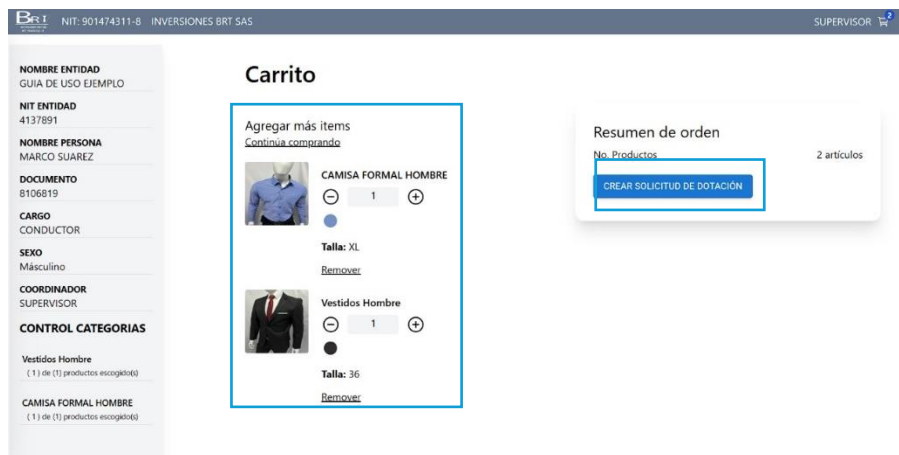 BRI NIT: 901474311-8 INVERSIONES BRT SAS
SUPERVISOR 2
NOMBRE ENTIDAD
GUIA DE USO EJEMPLO
NIT ENTIDAD
4137891
NOMBRE PERSONA
MARCO SUAREZ
DOCUMENTO
8106819
CARGO
CONDUCTOR
SEXO
Másculino
COORDINADOR
SUPERVISOR
CONTROL CATEGORIAS
Vestidos Hombre
( 1 ) de (1) productos escogido(s)
CAMISA FORMAL HOMBRE
( 1 ) de (1) productos escogido(s)
Carrito
Agregar más items
Continúa comprando
CAMISA FORMAL HOMBRE
1
Talla: XL
Remover
Vestidos Hombre
1
Talla: 36
Remover
Resumen de orden
No. Productos 2 artículos
CREAR SOLICITUD DE DOTACIÓN